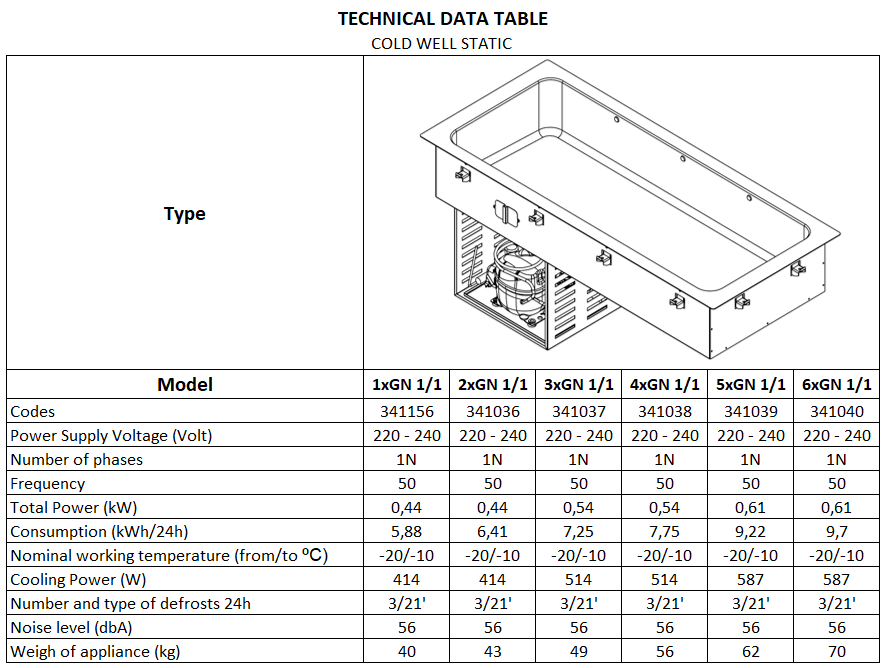 TECHNICAL DATA TABLE
COLD WELL STATIC
Type
Model 1xGN 1/1 2xGN 1/1 3xGN 1/1 4xGN 1/1 5xGN 1/1 6xGN 1/1
Codes 341156 341036 341037 341038 341039 341040
Power Supply Voltage (Volt) 220 - 240 220 - 240 220 - 240 220 - 240 220 - 240 220 - 240
Number of phases 1N 1N 1N 1N 1N 1N
Frequency 50 50 50 50 50 50
Total Power (kW) 0,44 0,44 0,54 0,54 0,61 0,61
Consumption (kWh/24h) 5,88 6,41 7,25 7,75 9,22 9,7
Nominal working temperature (from/to ºC) -20/-10 -20/-10 -20/-10 -20/-10 -20/-10 -20/-10
Cooling Power (W) 414 414 514 514 587 587
Number and type of defrosts 24h 3/21' 3/21' 3/21' 3/21' 3/21' 3/21'
Noise level (dbA) 56 56 56 56 56 56
Weigh of appliance (kg) 40 43 49 56 62 70